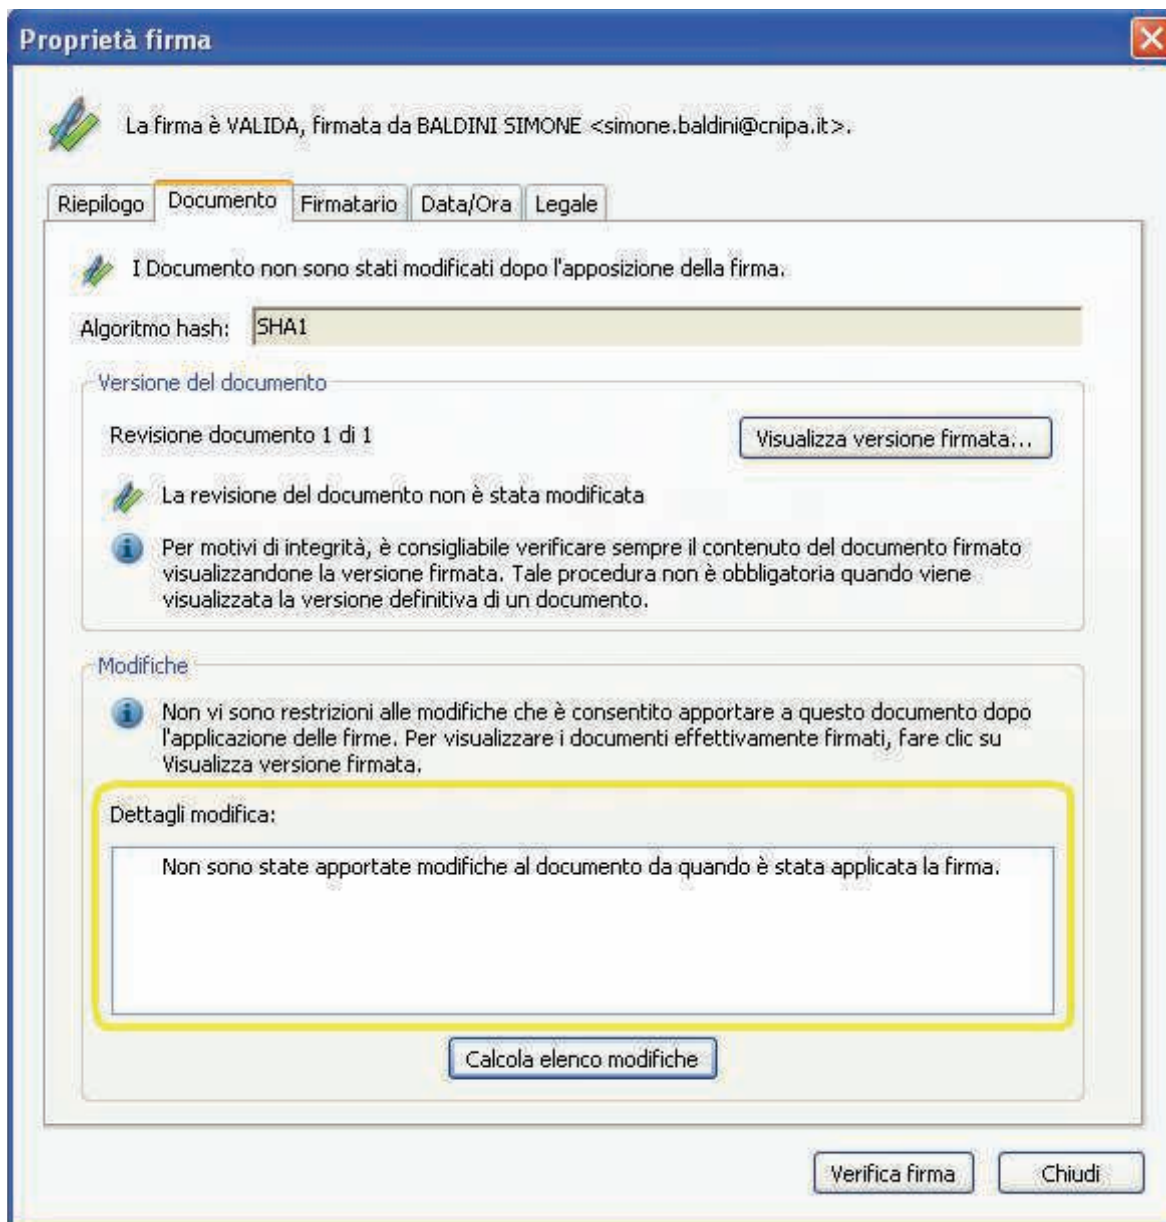 Proprietà firma
La firma è VALIDA, firmata da BALDINI SIMONE <simone.baldini@cnipa.it>.
Riepilogo Documento Firmatario Data/Ora Legale
I Documento non sono stati modificati dopo l'apposizione della firma.
Algoritmo hash: SHA1
Versione del documento
Revisione documento 1 di 1 Visualizza versione firmata...
La revisione del documento non è stata modificata
Per motivi di integrità, è consigliabile verificare sempre il contenuto del documento firmato
visualizzandone la versione firmata. Tale procedura non è obbligatoria quando viene
visualizzata la versione definitiva di un documento.
Modifiche
Non vi sono restrizioni alle modifiche che è consentito apportare a questo documento dopo
l'applicazione delle firme. Per visualizzare i documenti effettivamente firmati, fare clic su
Visualizza versione firmata.
Dettagli modifica:
Non sono state apportate modifiche al documento da quando è stata applicata la firma.
Calcola elenco modifiche
Verifica firma Chiudi